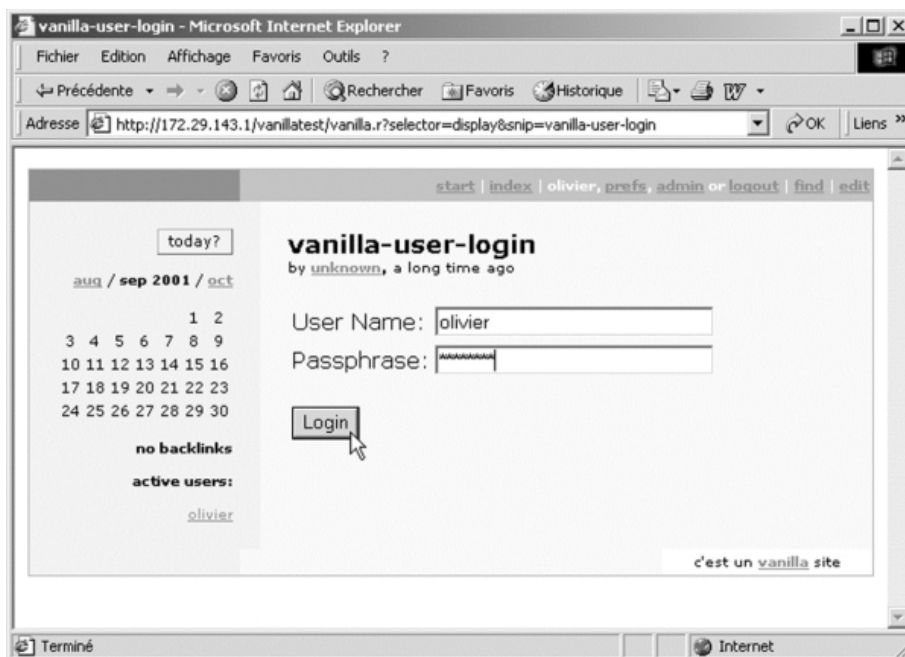 vanilla-user-login - Microsoft Internet Explorer
Fichier Edition Affichage Favoris Outils ?
Précédente Rechercher Favoris Historique
Adresse http://172.29.143.1/vanillatest/vanilla.r?selector=display&snip=vanilla-user-login OK Liens »
start | index | olivier, prefs, admin or logout | find | edit
today?
aug / sep 2001 / oct
1 2
3 4 5 6 7 8 9
10 11 12 13 14 15 16
17 18 19 20 21 22 23
24 25 26 27 28 29 30
no backlinks
active users:
olivier
vanilla-user-login
by unknown, a long time ago
User Name: olivier
Passphrase: ********
Login
c'est un vanilla site
Terminé Internet